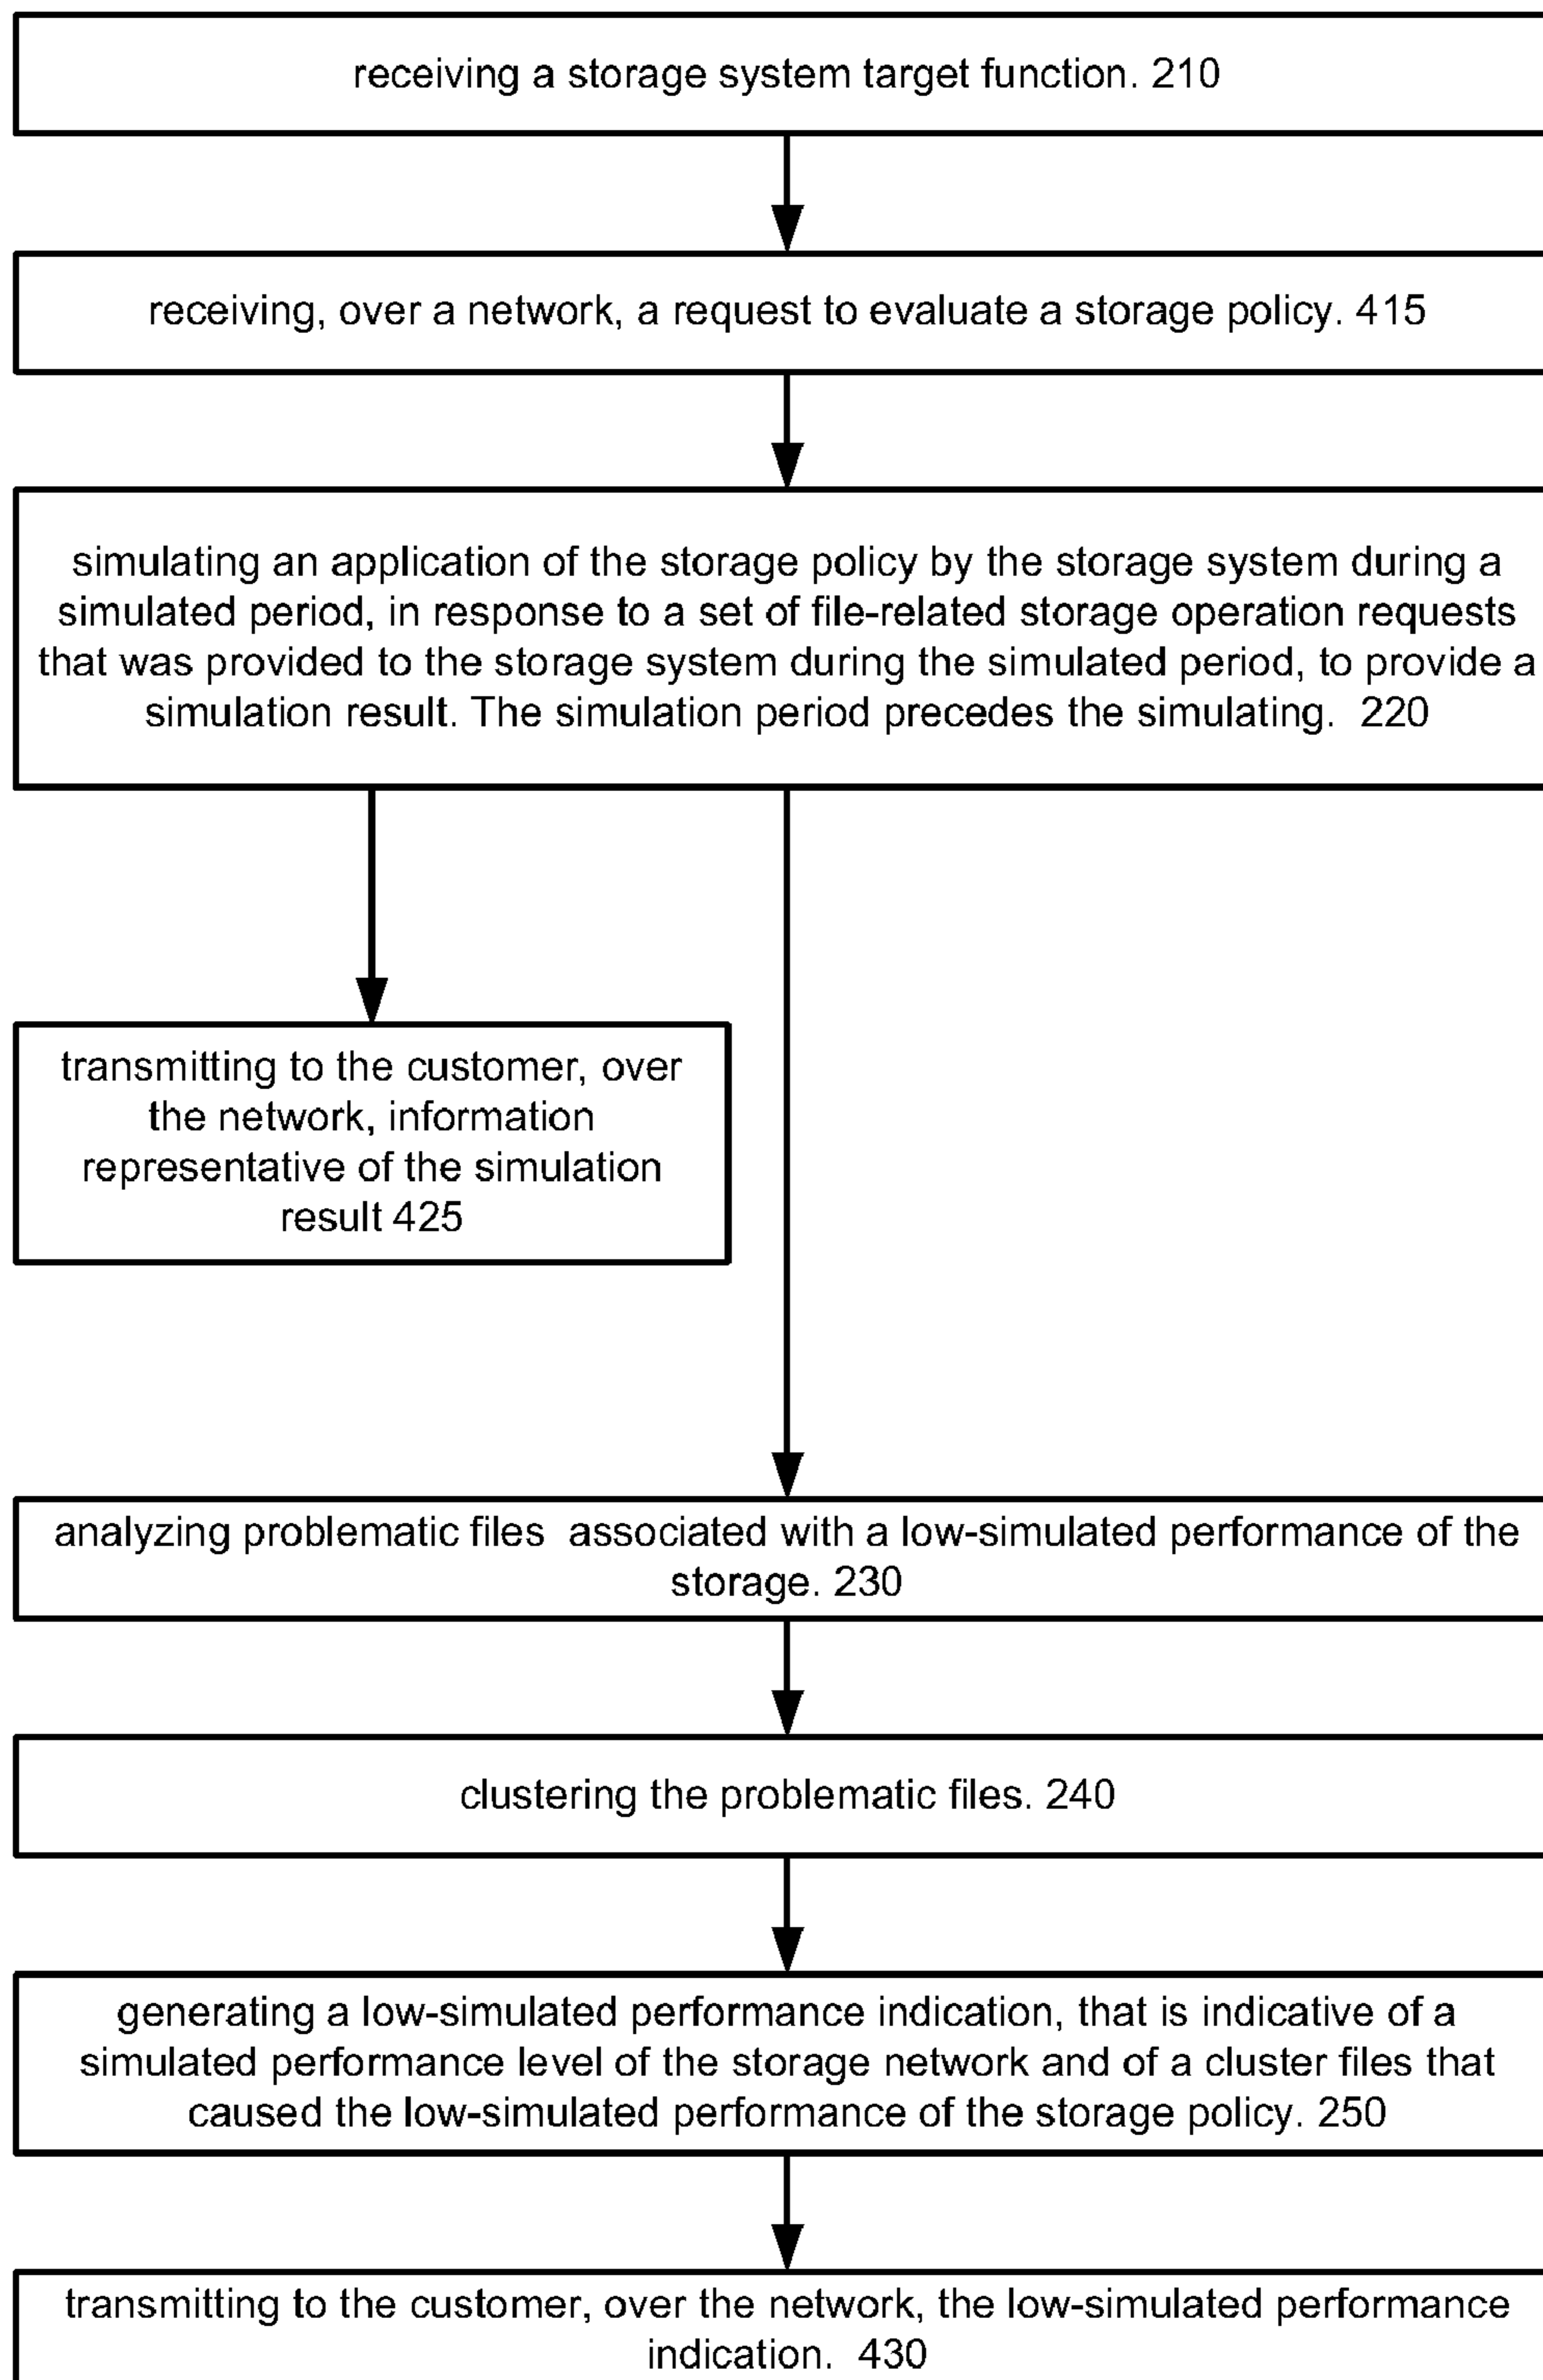 receiving a storage system target function. 210
receiving, over a network, a request to evaluate a storage policy. 415
simulating an application of the storage policy by the storage system during a
simulated period, in response to a set of file-related storage operation requests
that was provided to the storage system during the simulated period, to provide a
simulation result. The simulation period precedes the simulating. 220
transmitting to the customer, over
the network, information
representative of the simulation
result 425
analyzing problematic files associated with a low-simulated performance of the
storage. 230
clustering the problematic files. 240
generating a low-simulated performance indication, that is indicative of a
simulated performance level of the storage network and of a cluster files that
caused the low-simulated performance of the storage policy. 250
transmitting to the customer, over the network, the low-simulated performance
indication. 430